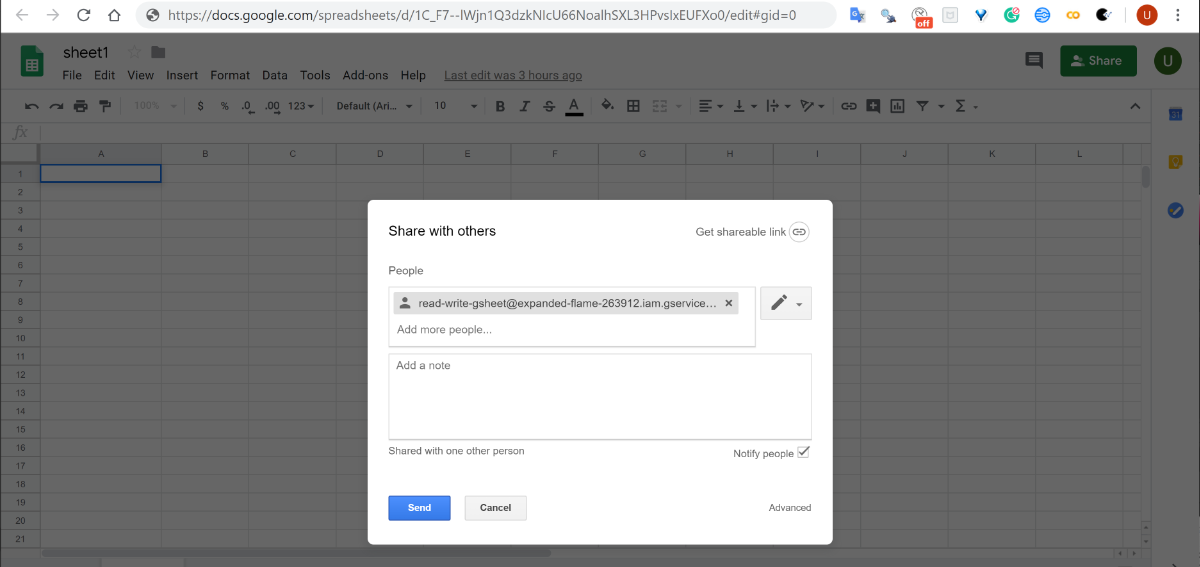 https://docs.google.com/spreadsheets/d/1C_F7--IWjn1Q3dzkNIcU66NoaIhSXL3HPvsIxEUFXo0/edit#gid=0
off
U
sheet1
File Edit View Insert Format Data Tools Add-ons Help Last edit was 3 hours ago
Share
U
100% $ % .0 .00 123 Default (Ari... 10 B I S A
31
fx
A B C D E F G H I J K L
1
2
3
4
5
6
7
8
9
10
11
12
13
14
15
16
17
18
19
20
21
Share with others
Get shareable link
People
read-write-gsheet@expanded-flame-263912.iam.gservice... ×
Add more people...
Add a note
Shared with one other person
Notify people
Send
Cancel
Advanced